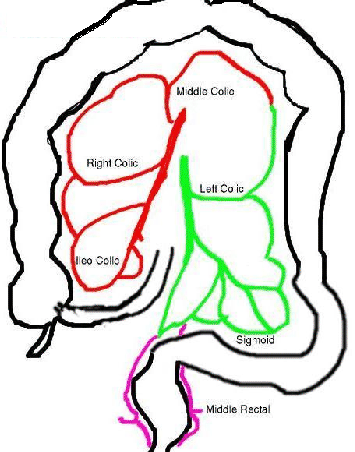 Middle Colic
Right Colic
Left Colic
Ileo Colic
Sigmoid
Middle Rectal